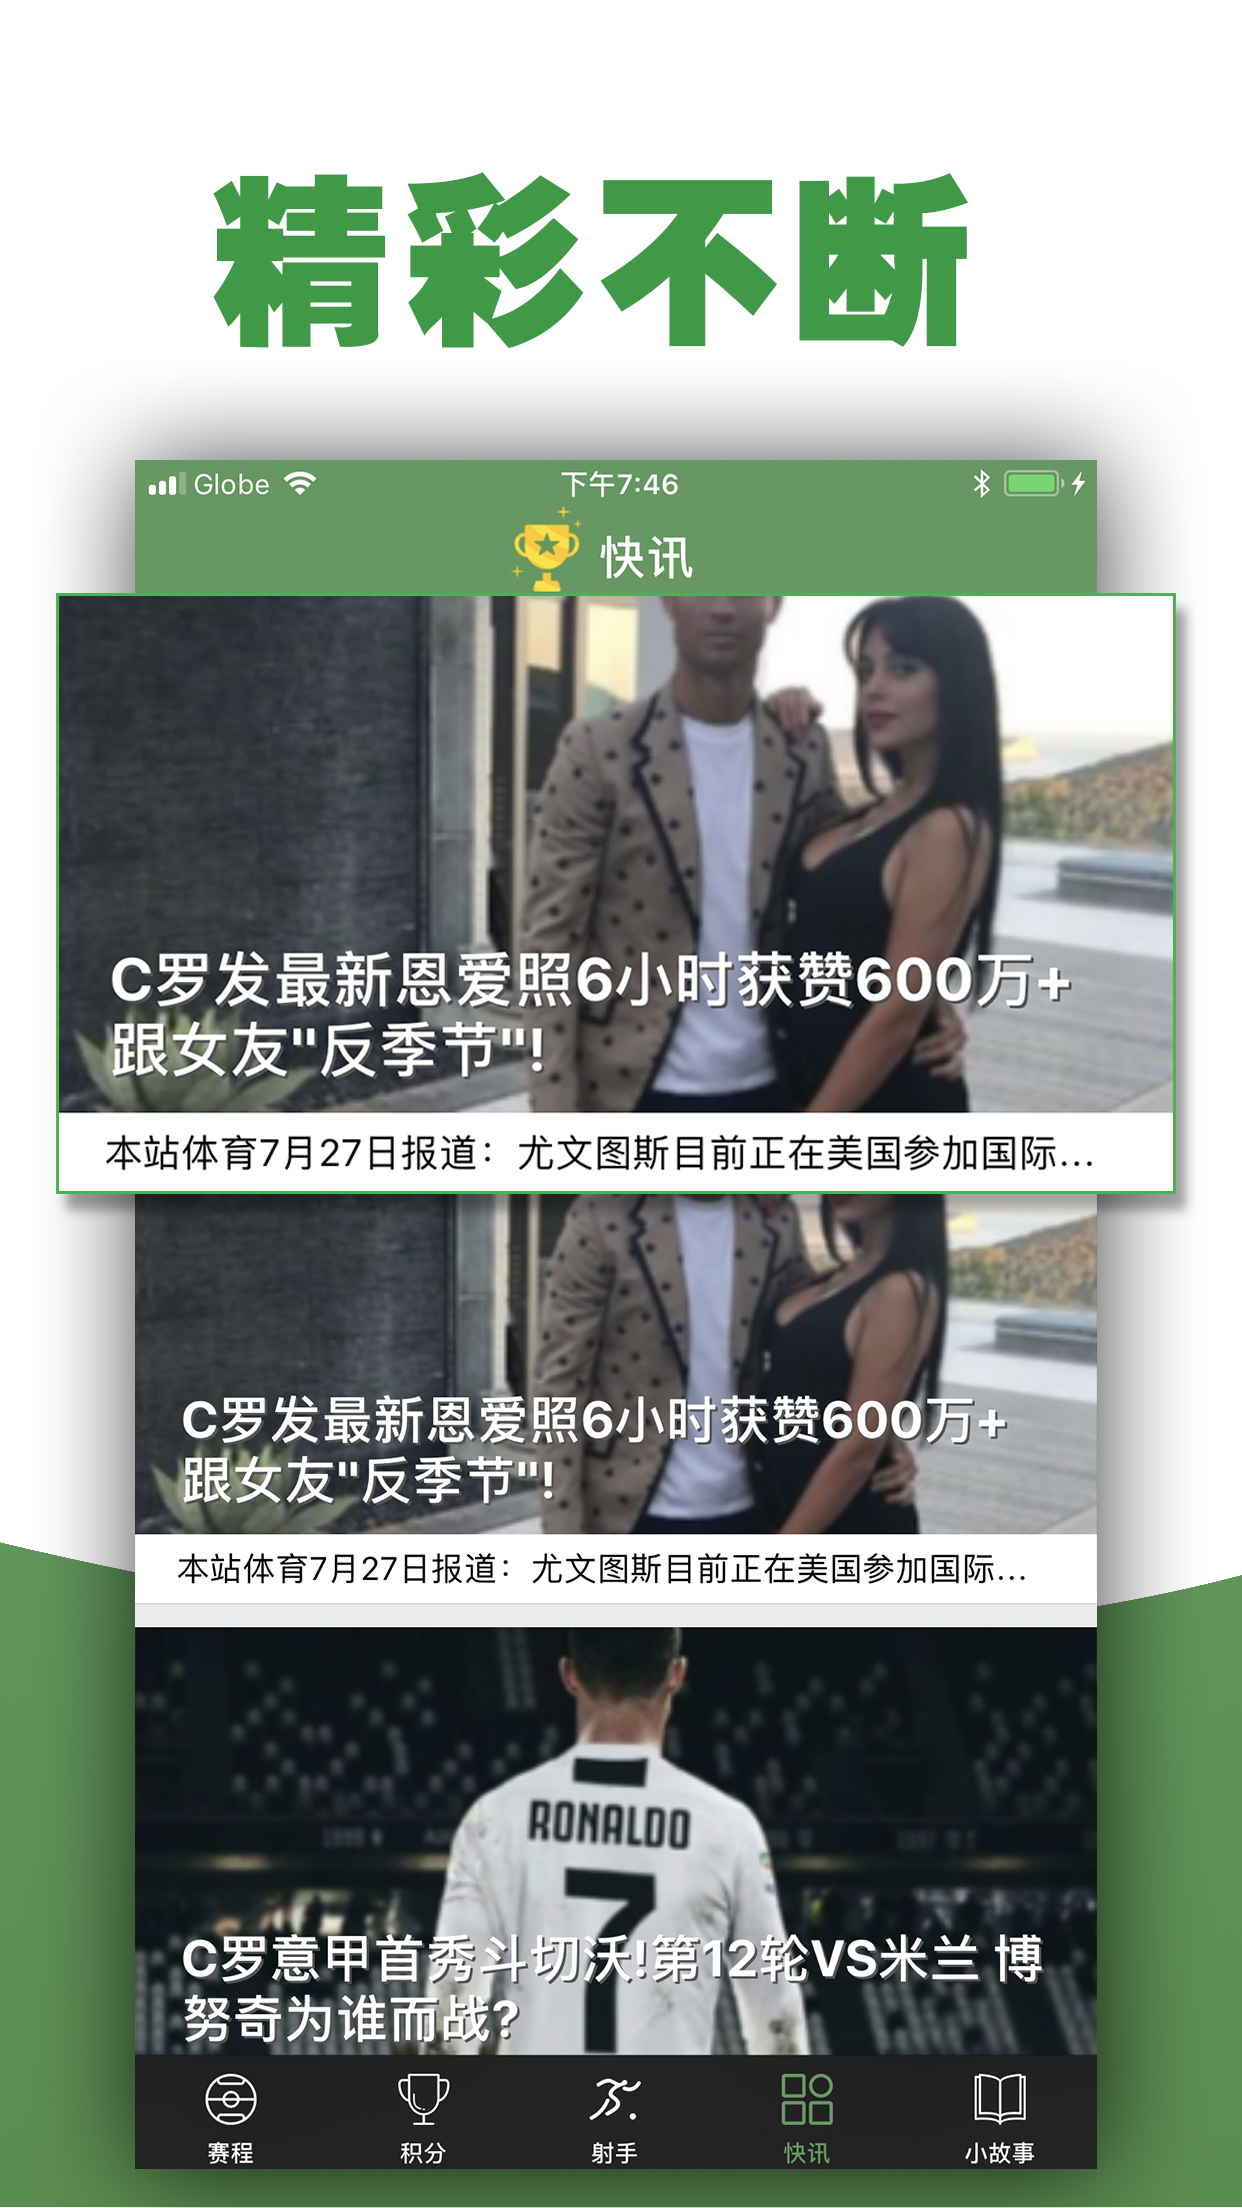 精彩不断
Globe
下午7:46
快讯
C罗发最新恩爱照6小时获赞600万+
跟女友"反季节"!
本站体育7月27日报道：尤文图斯目前正在美国参加国际...
C罗发最新恩爱照6小时获赞600万+
跟女友"反季节"!
本站体育7月27日报道：尤文图斯目前正在美国参加国际...
RONALDO
7
C罗意甲首秀斗切沃!第12轮VS米兰 博
努奇为谁而战?
赛程
积分
射手
快讯
小故事